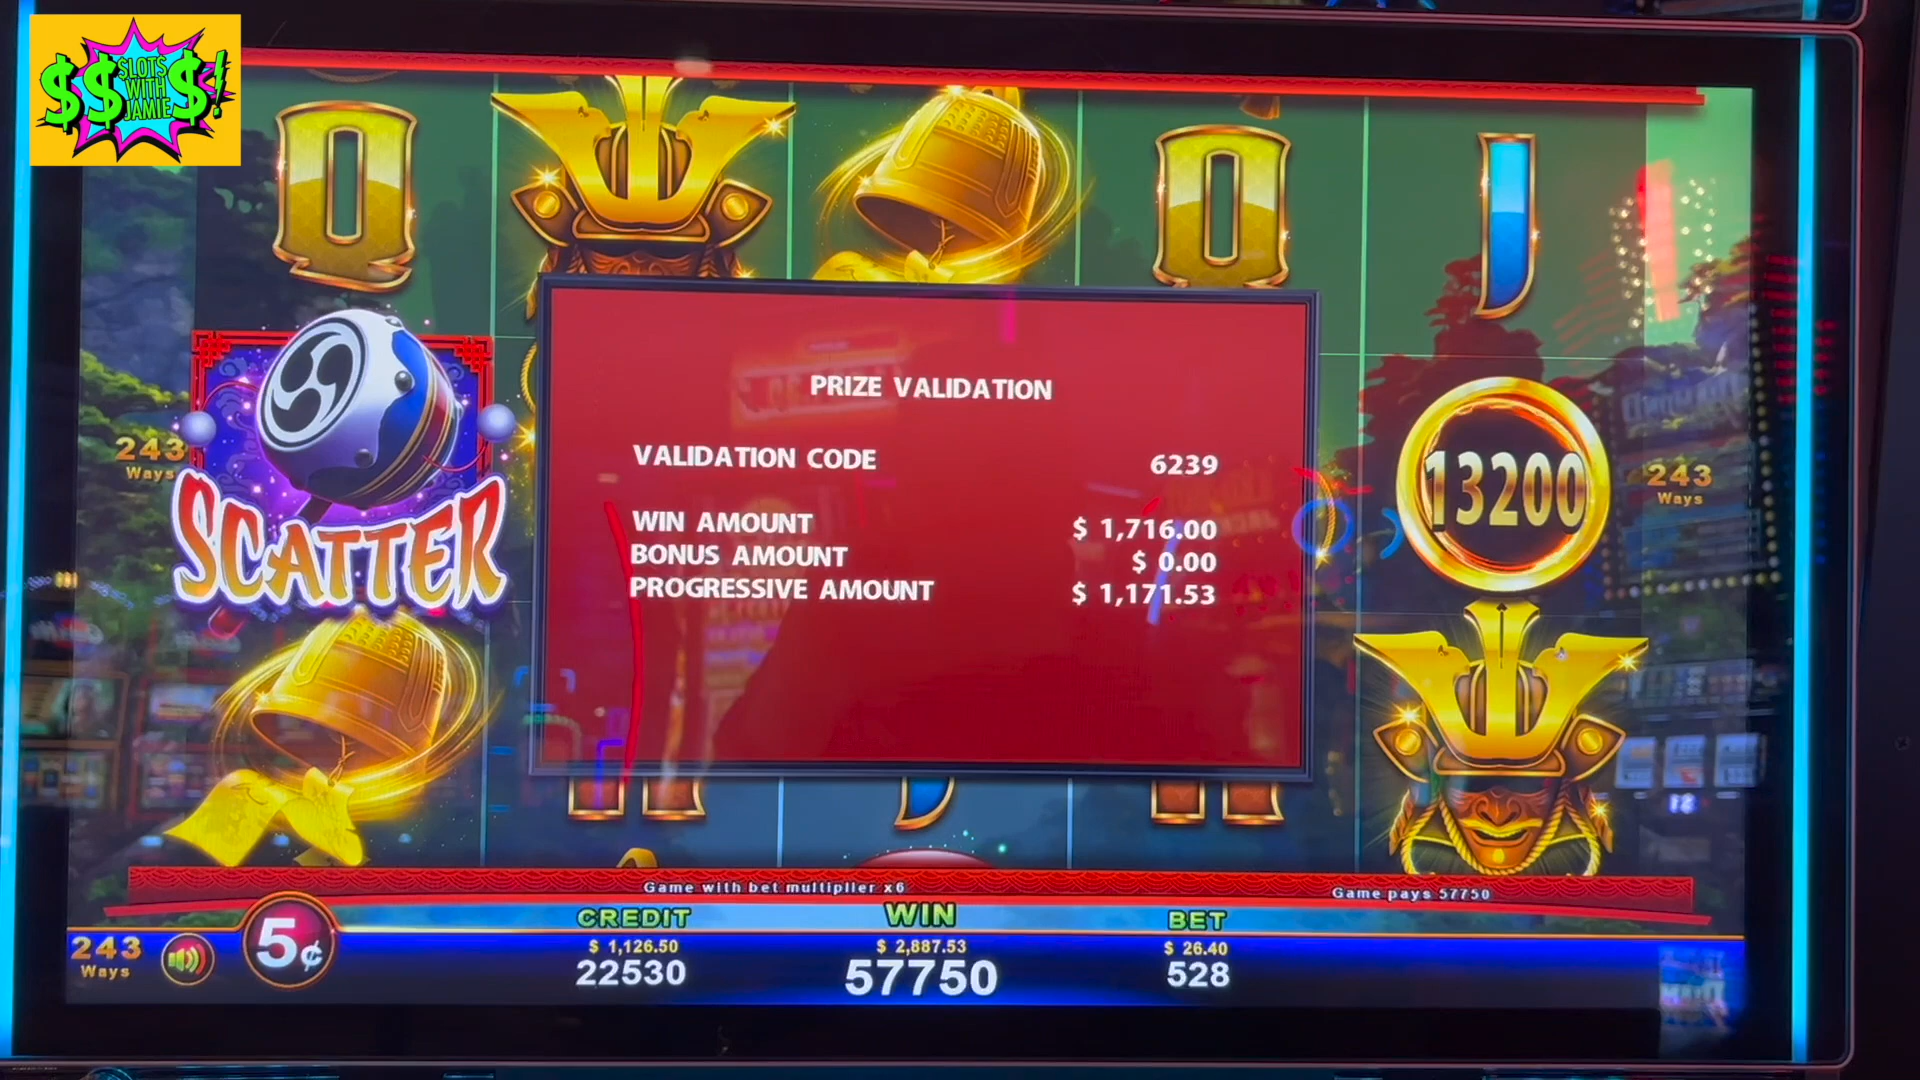 $$ SLOTS WITH JAMIE $!
Q
Q
J
PRIZE VALIDATION
VALIDATION CODE 6239
WIN AMOUNT $ 1,716.00
BONUS AMOUNT $ 0.00
PROGRESSIVE AMOUNT $ 1,171.53
243
Ways
SCATTER
13200
243
Ways
J
Game with bet multiplier x6
Game pays 57750
243
Ways
5¢
CREDIT
$ 1,126.50
22530
WIN
$ 2,887.53
57750
BET
$ 26.40
528